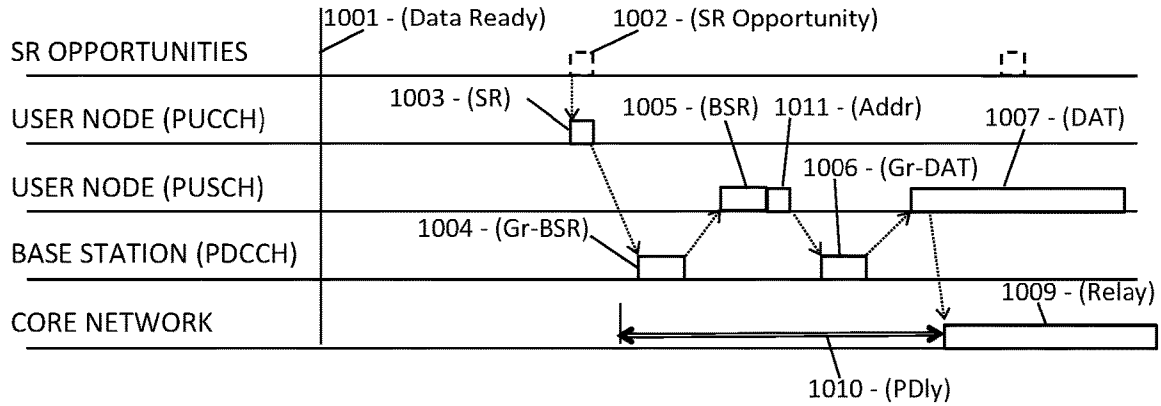 1001 - (Data Ready)
1002 - (SR Opportunity)
SR OPPORTUNITIES
1003 - (SR)
1005 - (BSR)
1011 - (Addr)
1007 - (DAT)
USER NODE (PUCCH)
1006 - (Gr-DAT)
USER NODE (PUSCH)
1004 - (Gr-BSR)
BASE STATION (PDCCH)
1009 - (Relay)
CORE NETWORK
1010 - (PDly)